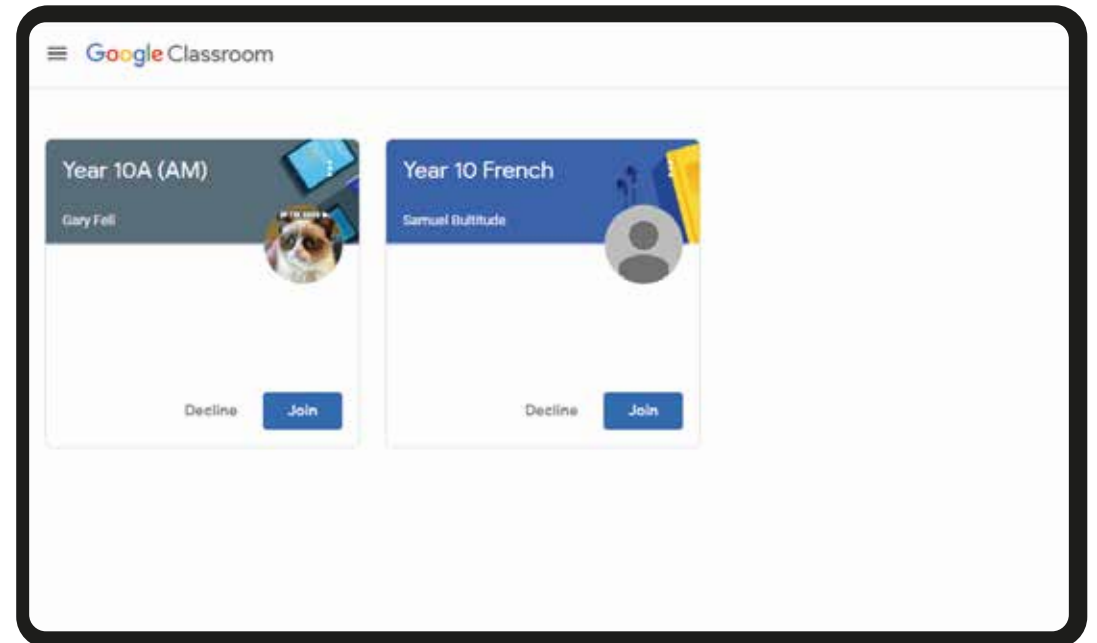 Google Classroom
Year 10A (AM)
Gary Fell
Decline
Join
Year 10 French
Samuel Bultitude
Decline
Join